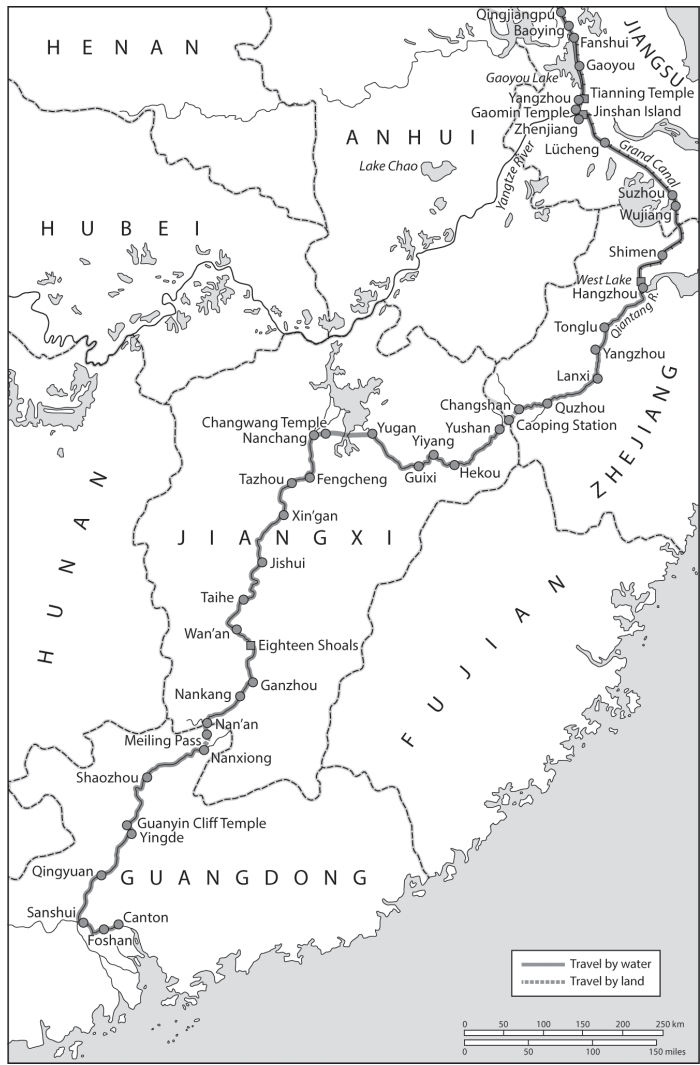 Qingjiangpu
Baoying
Fanshui
JIANGSU
HENAN
Gaoyou
Gaoyou Lake
Tianning Temple
Yangzhou
Gaomin Temple
Jinshan Island
Zhenjiang
ANHUI
Lücheng
Grand Canal
Lake Chao
Yangtze River
Suzhou
Wujiang
HUBEI
Shimen
West Lake
Hangzhou
Qiantang R.
Tonglu
Yangzhou
Lanxi
ZHEJIANG
Changshan
Quzhou
Changwang Temple
Yushan
Caoping Station
Nanchang
Yugan
Yiyang
Guixi
Hekou
Tazhou
Fengcheng
HUNAN
Xin'gan
JIANGXI
Jishui
Taihe
FUJIAN
Wan'an
Eighteen Shoals
Ganzhou
Nankang
Nan'an
Meiling Pass
Nanxiong
Shaozhou
Guanyin Cliff Temple
Yingde
Qingyuan
GUANGDONG
Sanshui
Canton
Foshan
Travel by water
Travel by land
0 50 100 150 200 250 km
0 50 100 150 miles